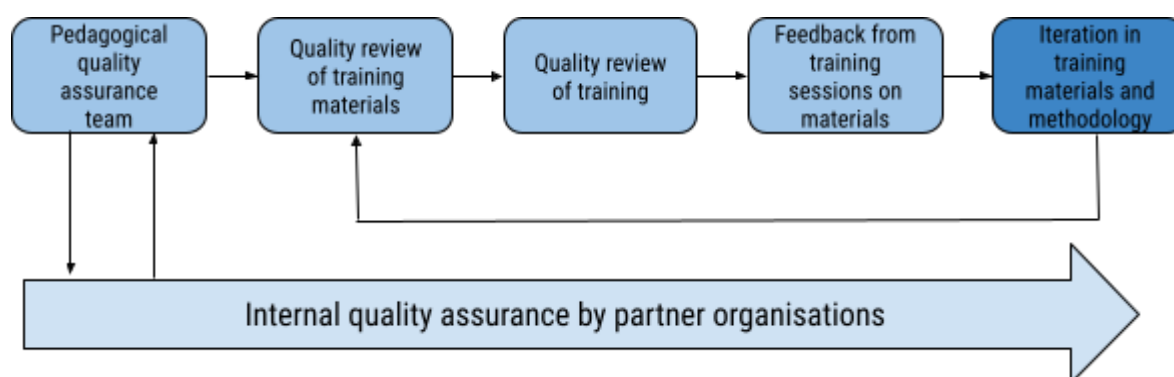 Pedagogical
quality
assurance
team
Quality review
of training
materials
Quality review
of training
Feedback from
training
sessions on
materials
Iteration in
training
materials and
methodology
Internal quality assurance by partner organisations